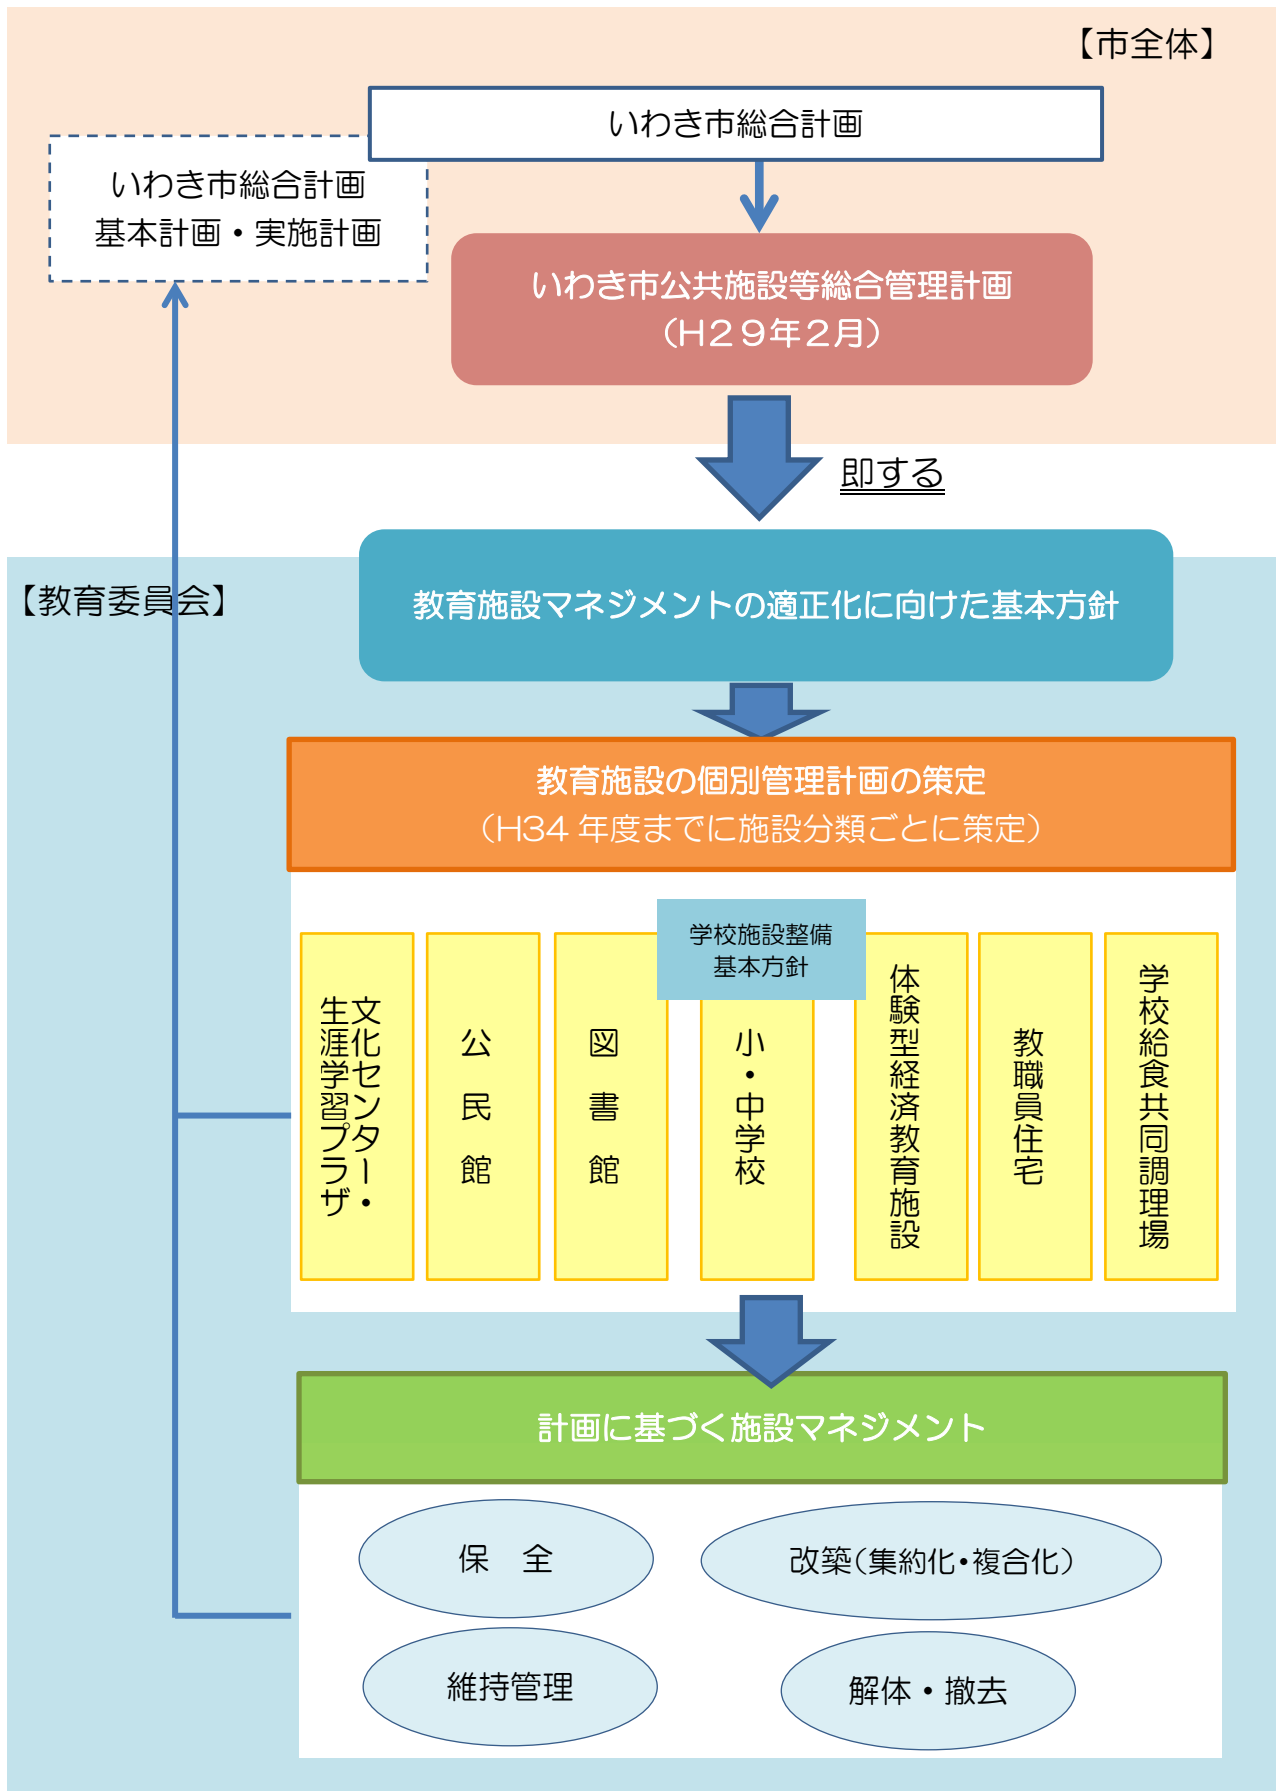 【市全体】
いわき市総合計画
いわき市総合計画
基本計画・実施計画
いわき市公共施設等総合管理計画
（H２９年２月）
即する
【教育委員会】
教育施設マネジメントの適正化に向けた基本方針
教育施設の個別管理計画の策定
（H34 年度までに施設分類ごとに策定）
学校施設整備
基本方針
文化センター・
生涯学習プラザ
公　民　館
図　書　館
小・中学校
体験型経済教育施設
教職員住宅
学校給食共同調理場
計画に基づく施設マネジメント
保　全
改築（集約化・複合化）
維持管理
解体・撤去